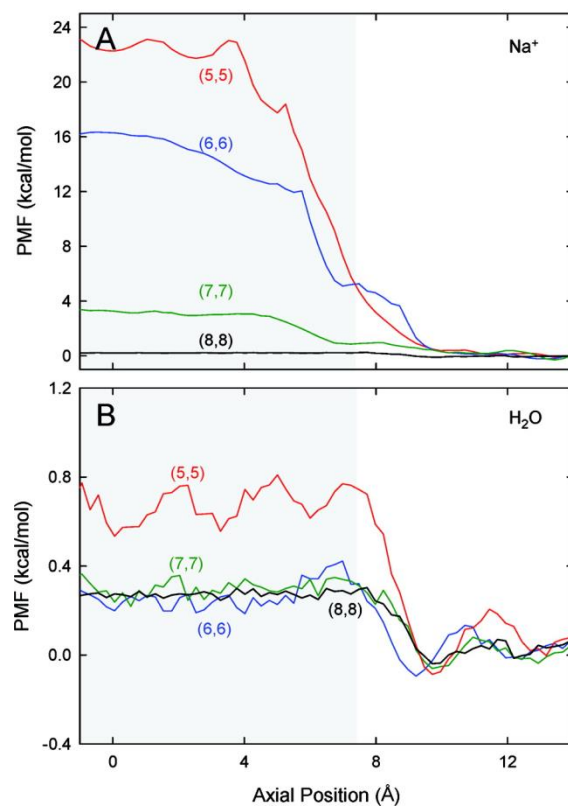 24
A
Na⁺
20
(5,5)
16
(6,6)
12
8
(7,7)
4
(8,8)
0
PMF (kcal/mol)
1.2
B
H₂O
0.8
(5,5)
0.4
(7,7)
(8,8)
(6,6)
0.0
-0.4
PMF (kcal/mol)
0 4 8 12
Axial Position (Å)